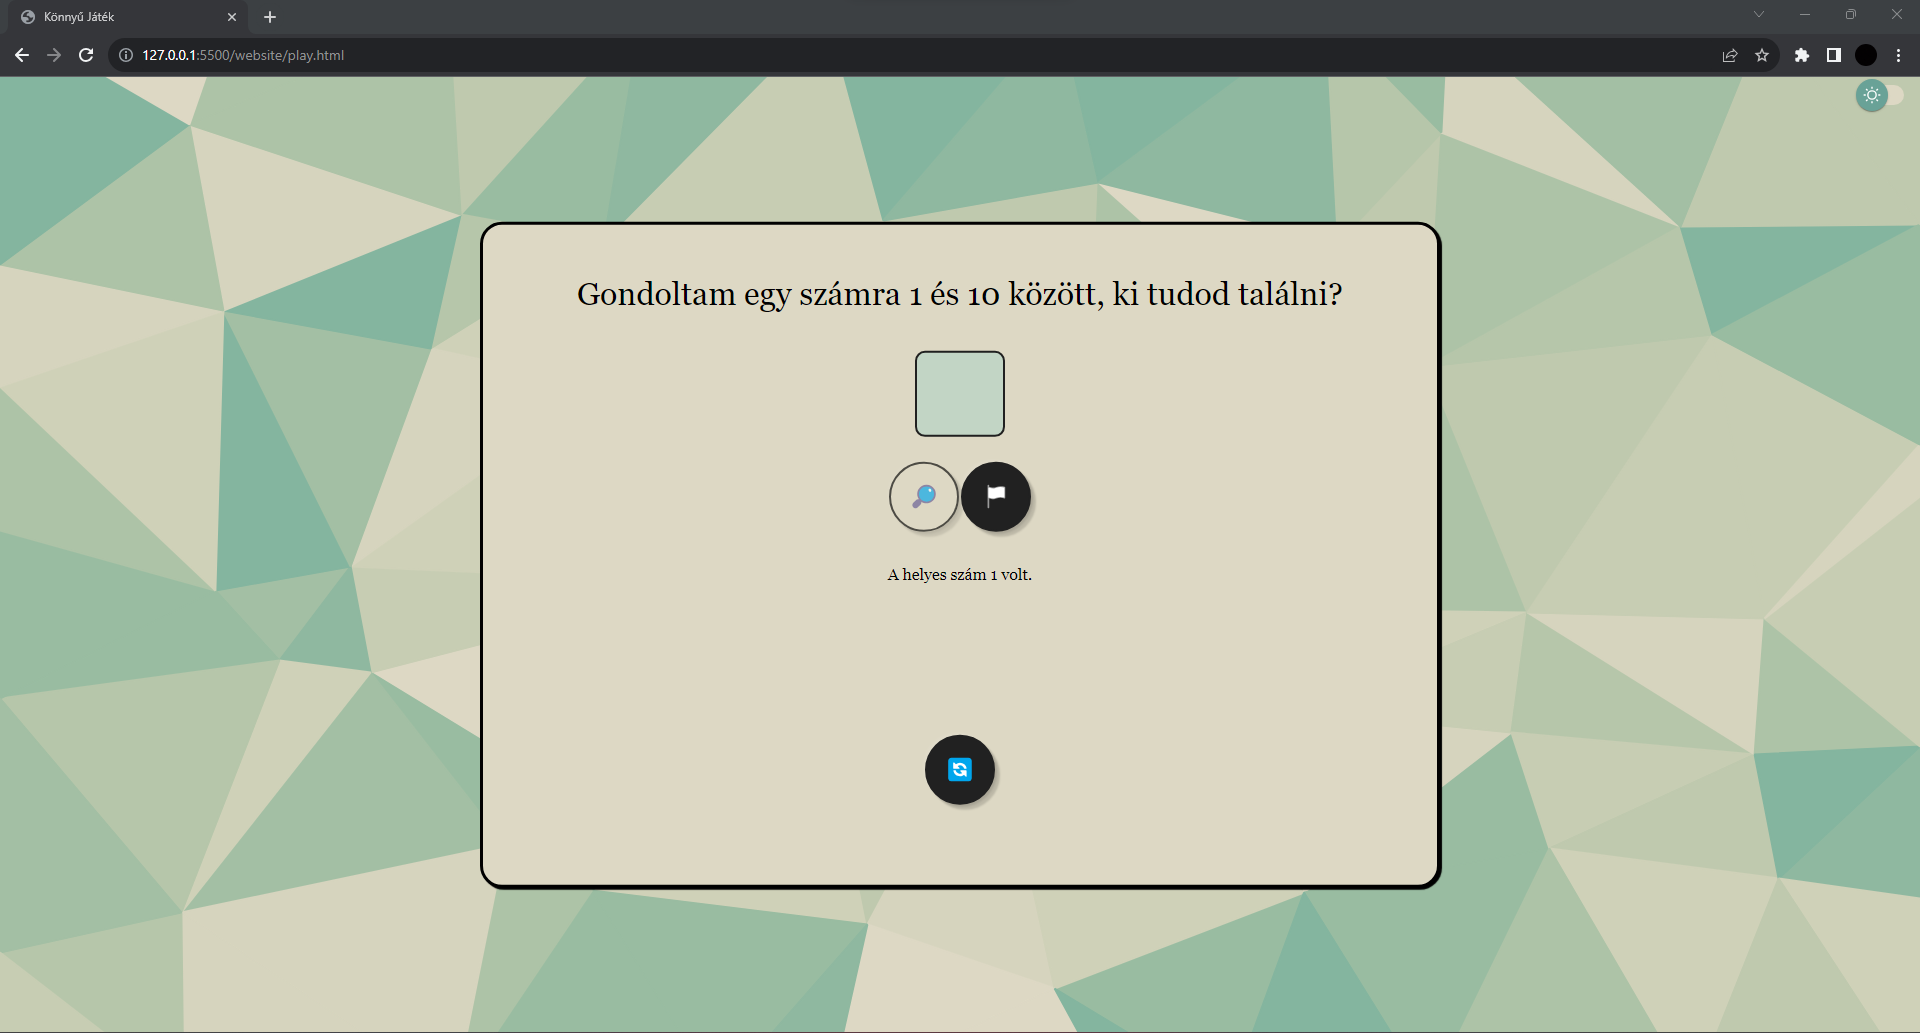 Könnyű Játék
127.0.0.1:5500/website/play.html
Gondoltam egy számra 1 és 10 között, ki tudod találni?
A helyes szám 1 volt.